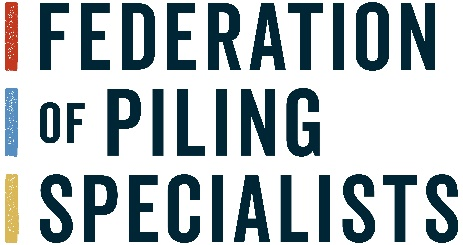 FEDERATION
OF PILING
SPECIALISTS